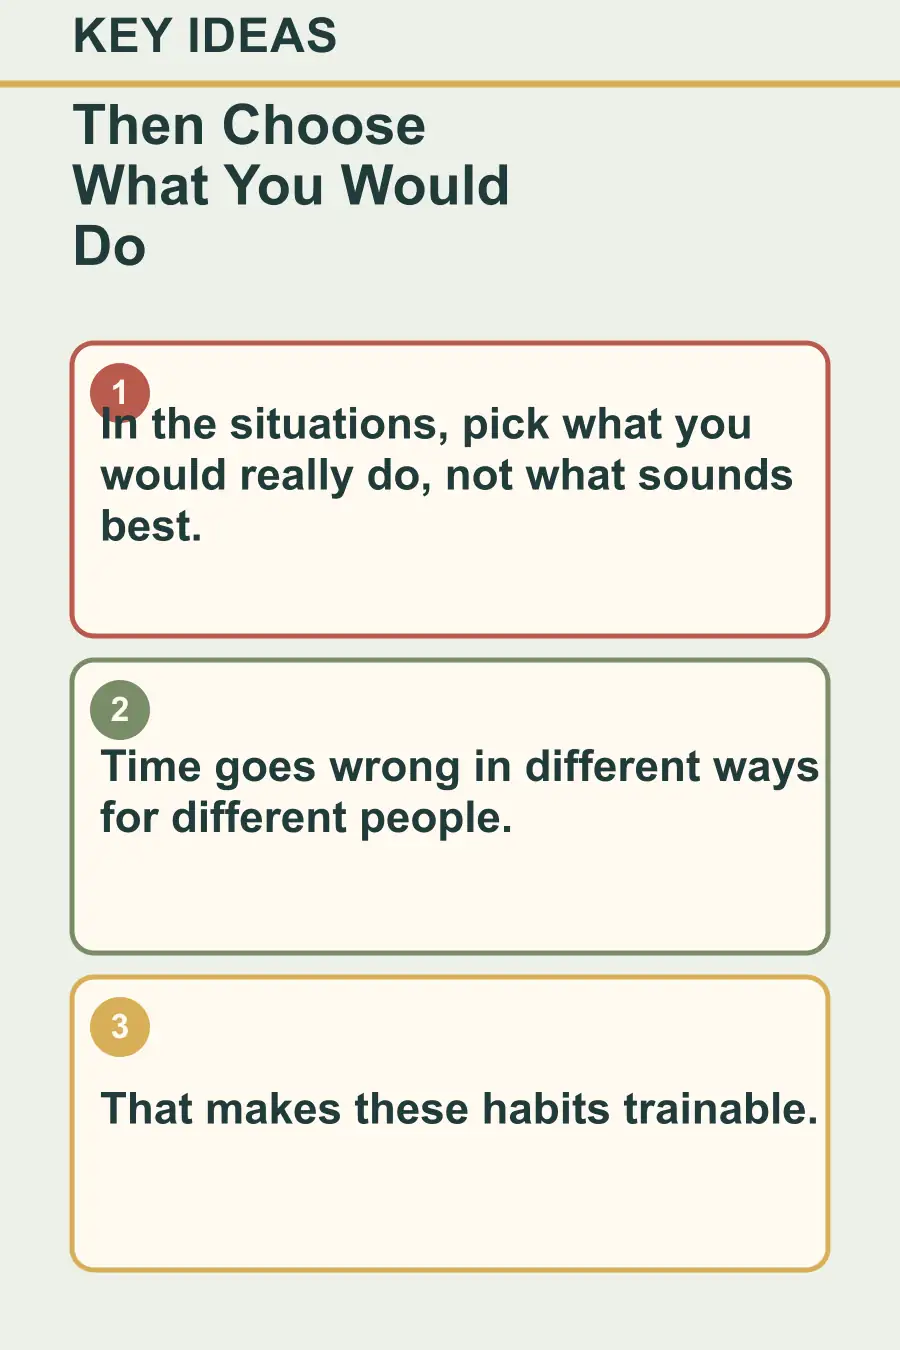 KEY IDEAS
Then Choose
What You Would
Do
1
In the situations, pick what you
would really do, not what sounds
best.
2
Time goes wrong in different ways
for different people.
3
That makes these habits trainable.